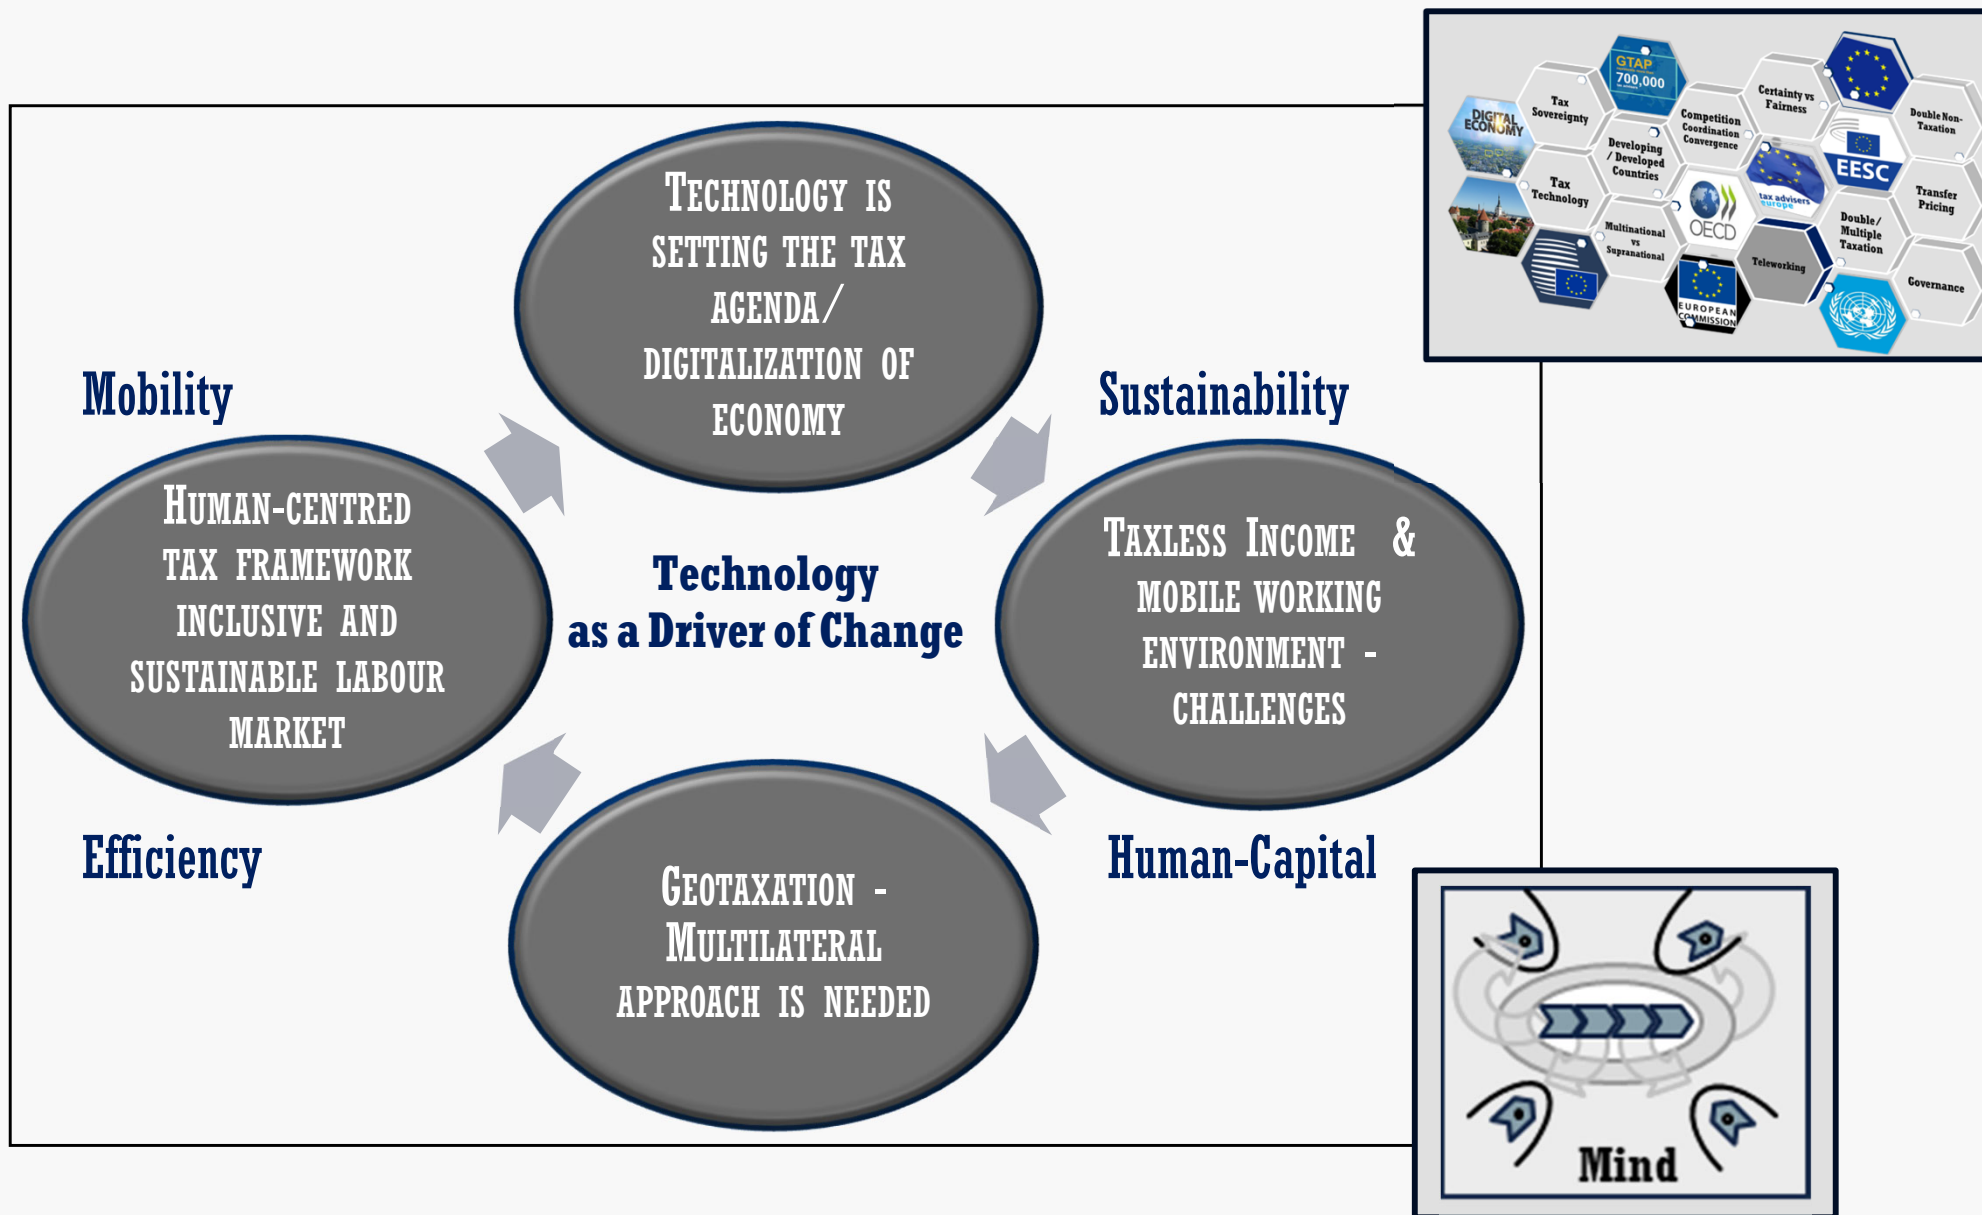 GTAP
700,000
DIGITAL
ECONOMY
Tax
Sovereignty
Developing
/ Developed
Countries
Competition
Coordination
Convergence
Certainty vs
Fairness
Double Non-
Taxation
EESC
tax advisers
europe
Tax
Technology
OECD
Transfer
Pricing
Multinational
vs
Supranational
Double/
Multiple
Taxation
Teleworking
EUROPEAN
COMMISSION
Governance
TECHNOLOGY IS
SETTING THE TAX
AGENDA/
DIGITALIZATION OF
ECONOMY
Mobility
Sustainability
HUMAN-CENTRED
TAX FRAMEWORK
INCLUSIVE AND
SUSTAINABLE LABOUR
MARKET
Technology
as a Driver of Change
TAXLESS INCOME &
MOBILE WORKING
ENVIRONMENT -
CHALLENGES
Efficiency
Human-Capital
GEOTAXATION -
MULTILATERAL
APPROACH IS NEEDED
Mind